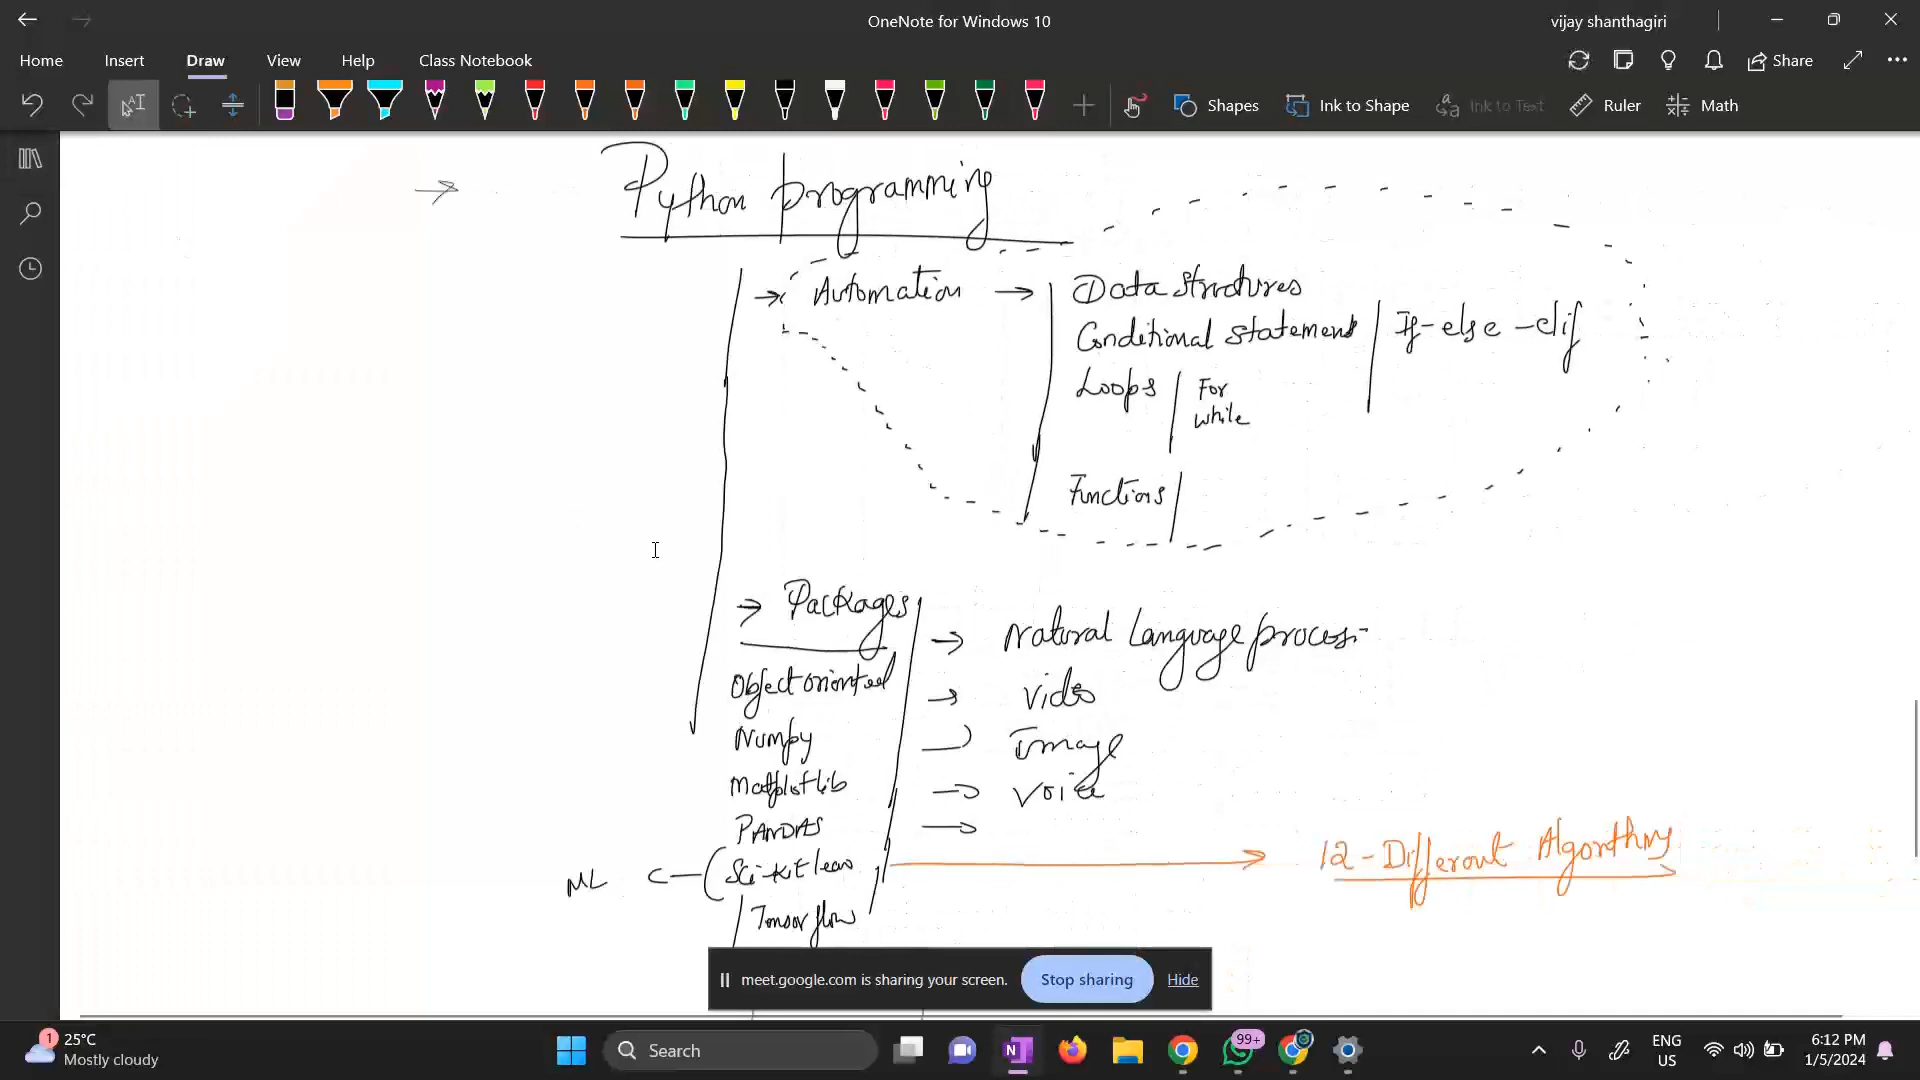 OneNote for Windows 10
vijay shanthagiri
Home Insert Draw View Help Class Notebook
Share
Shapes Ink to Shape Ink to Text Ruler Math
Python programming
→ Automation → Data Structures
Conditional Statement If-else-elif
Loops For
while
Functions
→ Packages
→ Natural Language process
Object oriented
→ Video
Numpy
Image
Matplotlib
→ Voice
PANDAS →
12-Different Algorithms
ML Sci-kit learn
Tensorflow
meet.google.com is sharing your screen. Stop sharing Hide
1 25°C
Mostly cloudy
Search
99+
ENG
US
6:12 PM
1/5/2024